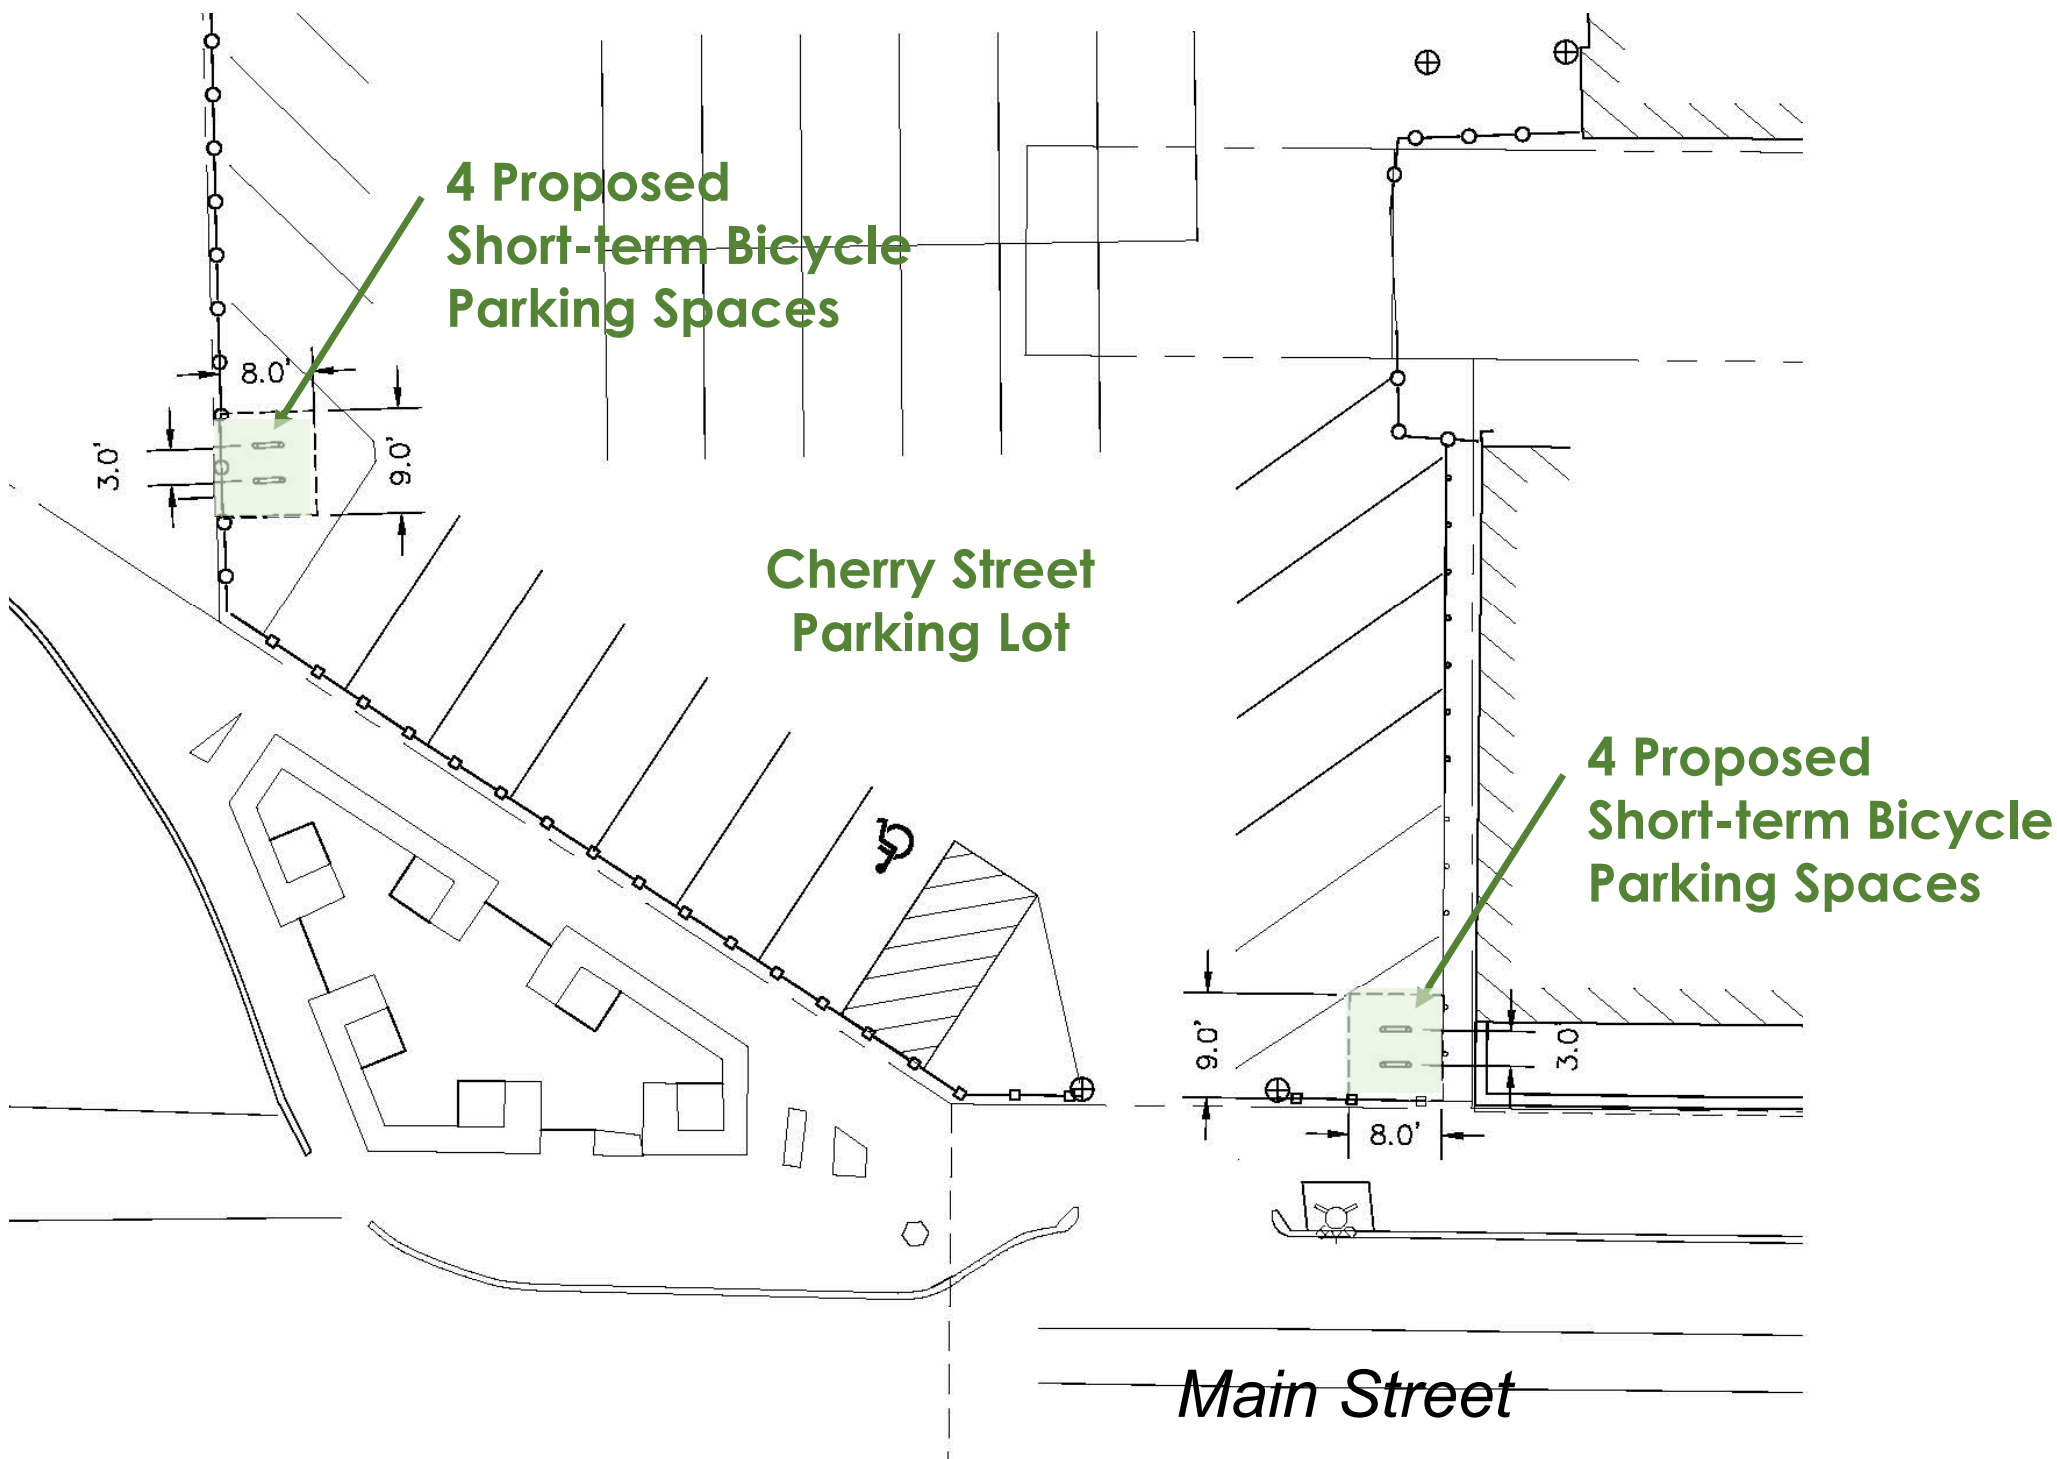 4 Proposed
Short-term Bicycle
Parking Spaces
8.0'
3.0'
9.0'
Cherry Street
Parking Lot
4 Proposed
Short-term Bicycle
Parking Spaces
9.0'
3.0'
8.0'
Main Street